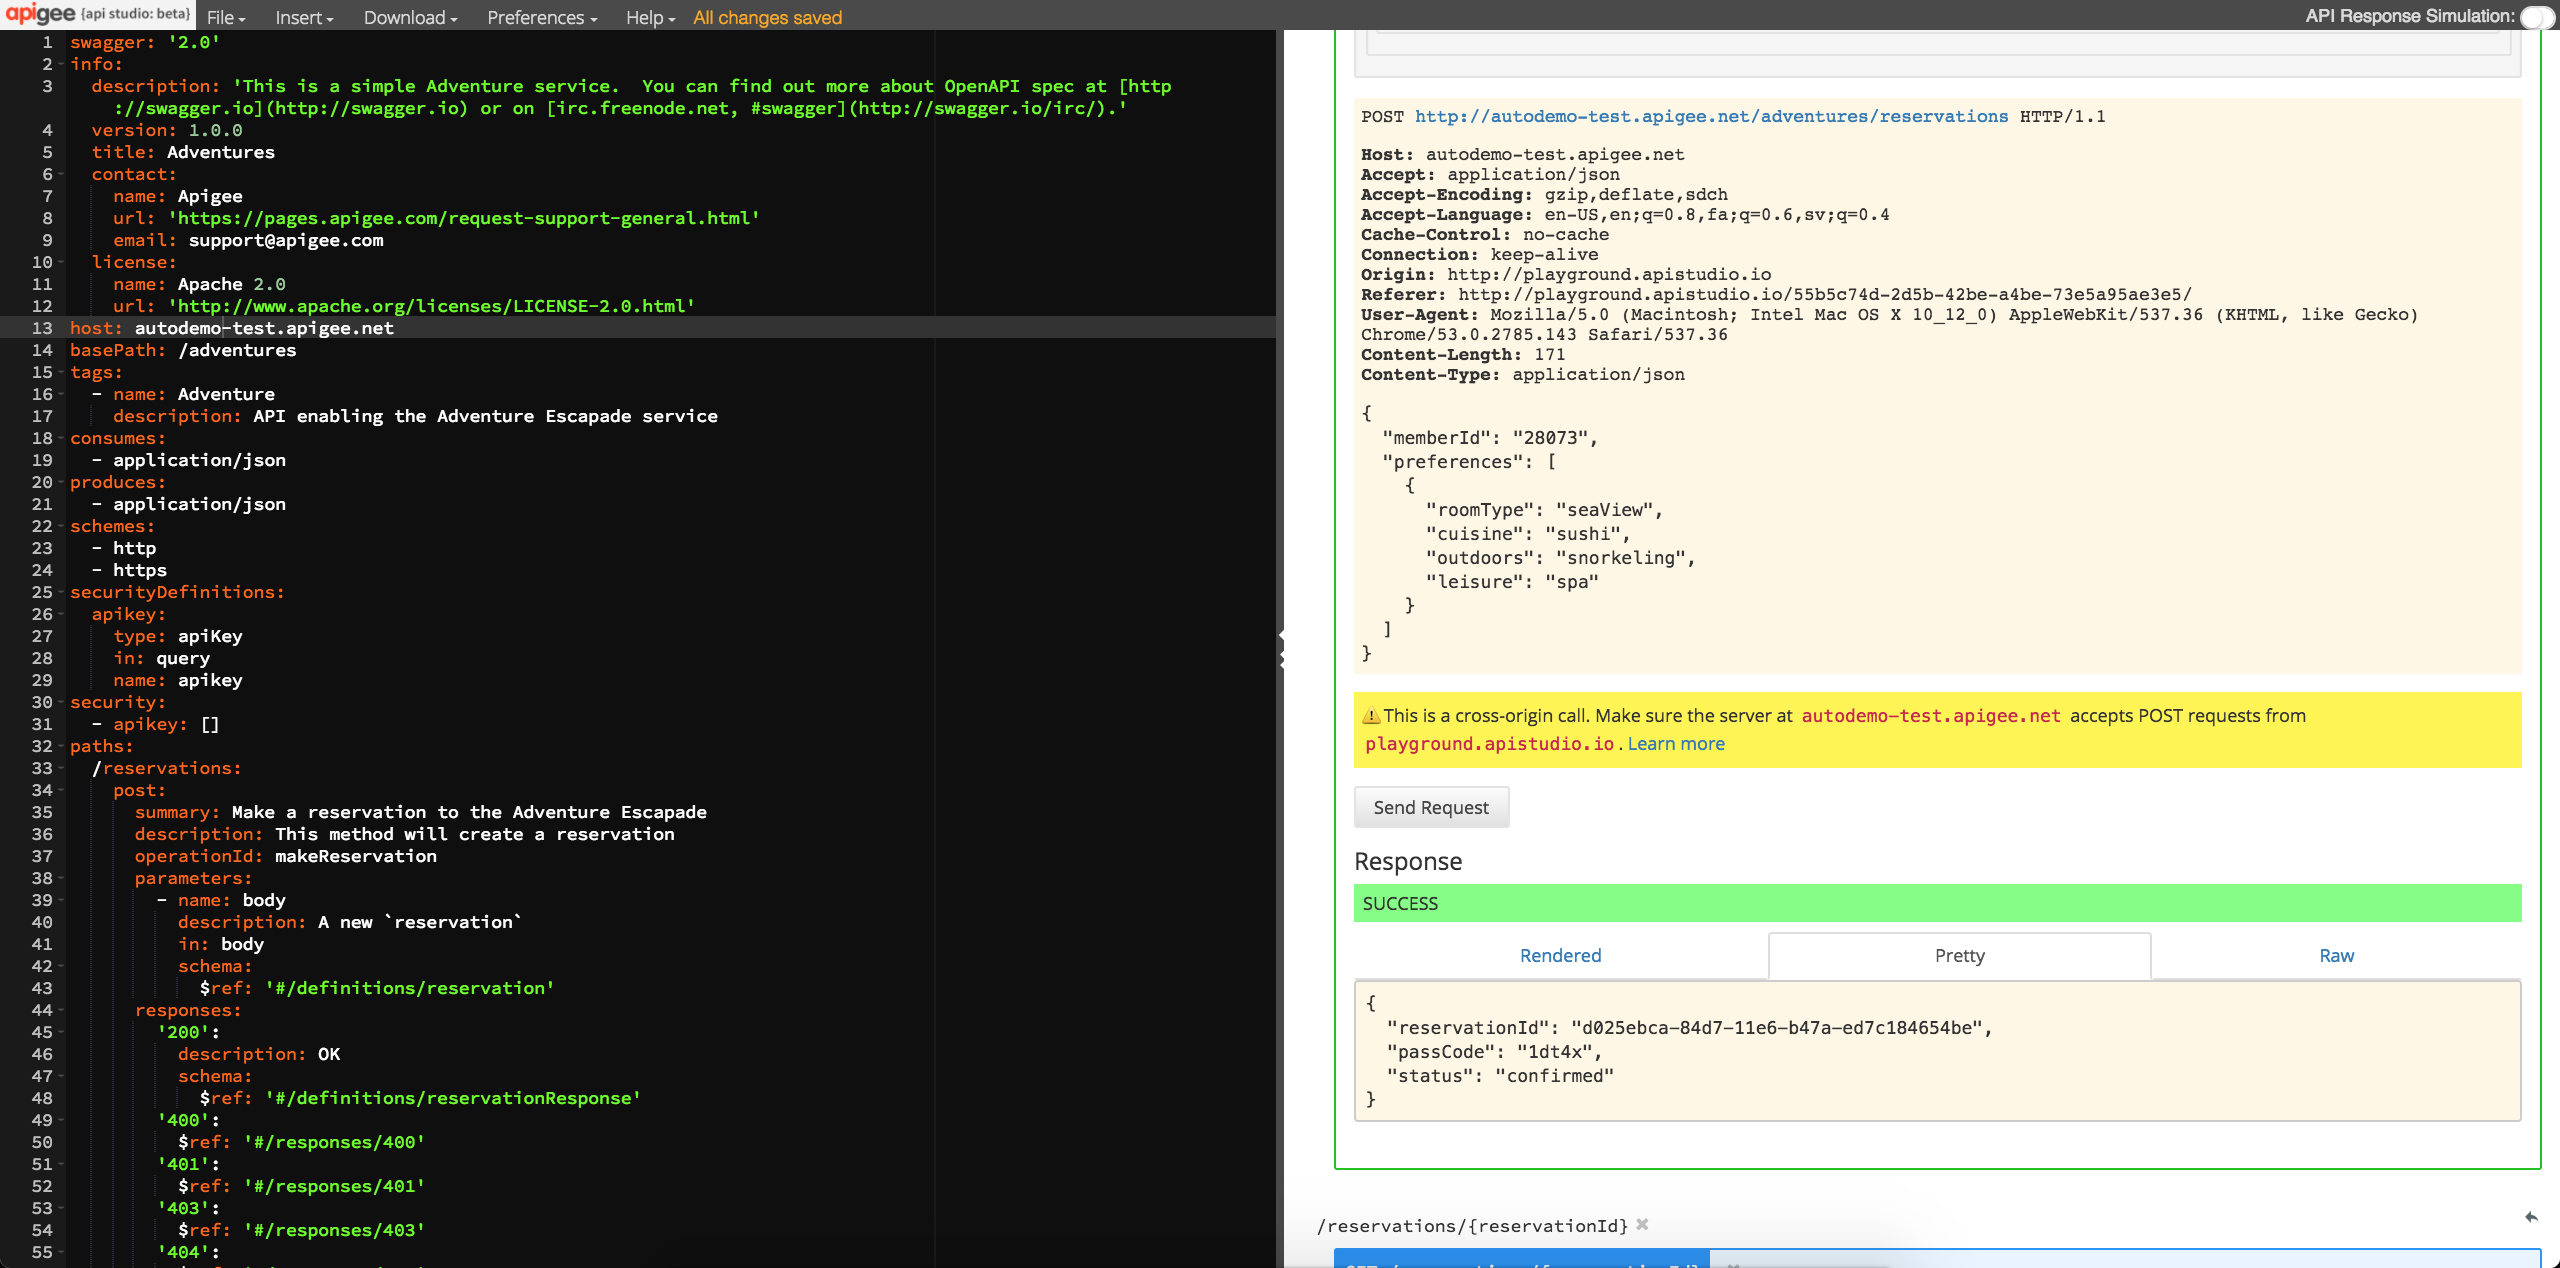 apigee {api studio: beta} File Insert Download Preferences Help All changes saved API Response Simulation:
1 swagger: '2.0'
2 info:
3 description: 'This is a simple Adventure service.  You can find out more about OpenAPI spec at [http
://swagger.io](http://swagger.io) or on [irc.freenode.net, #swagger](http://swagger.io/irc/).'
4 version: 1.0.0
5 title: Adventures
6 contact:
7 name: Apigee
8 url: 'https://pages.apigee.com/request-support-general.html'
9 email: support@apigee.com
10 license:
11 name: Apache 2.0
12 url: 'http://www.apache.org/licenses/LICENSE-2.0.html'
13 host: autodemo-test.apigee.net
14 basePath: /adventures
15 tags:
16 - name: Adventure
17 description: API enabling the Adventure Escapade service
18 consumes:
19 - application/json
20 produces:
21 - application/json
22 schemes:
23 - http
24 - https
25 securityDefinitions:
26 apikey:
27 type: apiKey
28 in: query
29 name: apikey
30 security:
31 - apikey: []
32 paths:
33 /reservations:
34 post:
35 summary: Make a reservation to the Adventure Escapade
36 description: This method will create a reservation
37 operationId: makeReservation
38 parameters:
39 - name: body
40 description: A new `reservation`
41 in: body
42 schema:
43 $ref: '#/definitions/reservation'
44 responses:
45 '200':
46 description: OK
47 schema:
48 $ref: '#/definitions/reservationResponse'
49 '400':
50 $ref: '#/responses/400'
51 '401':
52 $ref: '#/responses/401'
53 '403':
54 $ref: '#/responses/403'
55 '404':
POST http://autodemo-test.apigee.net/adventures/reservations HTTP/1.1
Host: autodemo-test.apigee.net
Accept: application/json
Accept-Encoding: gzip,deflate,sdch
Accept-Language: en-US,en;q=0.8,fa;q=0.6,sv;q=0.4
Cache-Control: no-cache
Connection: keep-alive
Origin: http://playground.apistudio.io
Referer: http://playground.apistudio.io/55b5c74d-2d5b-42be-a4be-73e5a95ae3e5/
User-Agent: Mozilla/5.0 (Macintosh; Intel Mac OS X 10_12_0) AppleWebKit/537.36 (KHTML, like Gecko)
Chrome/53.0.2785.143 Safari/537.36
Content-Length: 171
Content-Type: application/json
{
"memberId": "28073",
"preferences": [
{
"roomType": "seaView",
"cuisine": "sushi",
"outdoors": "snorkeling",
"leisure": "spa"
}
]
}
This is a cross-origin call. Make sure the server at autodemo-test.apigee.net accepts POST requests from
playground.apistudio.io. Learn more
Send Request
Response
SUCCESS
Rendered Pretty Raw
{
"reservationId": "d025ebca-84d7-11e6-b47a-ed7c184654be",
"passCode": "1dt4x",
"status": "confirmed"
}
/reservations/{reservationId}